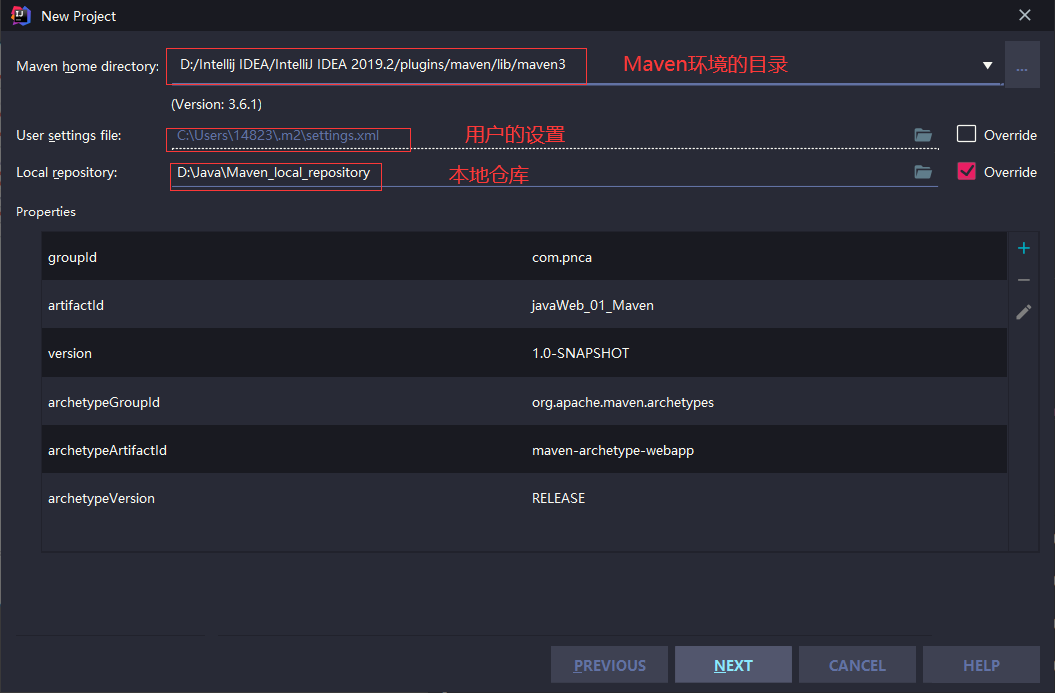 New Project
Maven home directory: D:/Intellij IDEA/IntelliJ IDEA 2019.2/plugins/maven/lib/maven3 Maven环境的目录 ...
(Version: 3.6.1)
User settings file: C:\Users\14823\.m2\settings.xml 用户的设置 Override
Local repository: D:\Java\Maven_local_repository 本地仓库 Override
Properties
groupId com.pnca
artifactId javaWeb_01_Maven
version 1.0-SNAPSHOT
archetypeGroupId org.apache.maven.archetypes
archetypeArtifactId maven-archetype-webapp
archetypeVersion RELEASE
PREVIOUS NEXT CANCEL HELP